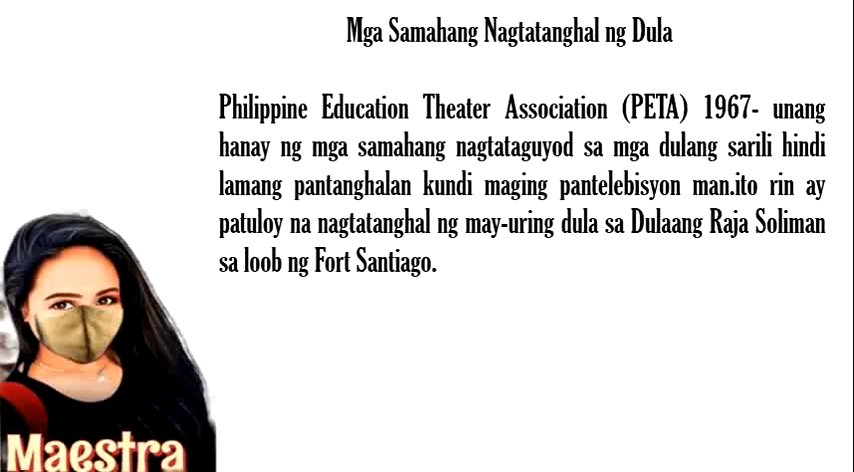 Mga Samahang Nagtatanghal ng Dula
Philippine Education Theater Association (PETA) 1967- unang
hanay ng mga samahang nagtataguyod sa mga dulang sarili hindi
lamang pantanghalan kundi maging pantelebisyon man.ito rin ay
patuloy na nagtatanghal ng may-uring dula sa Dulaang Raja Soliman
sa loob ng Fort Santiago.
Maestra